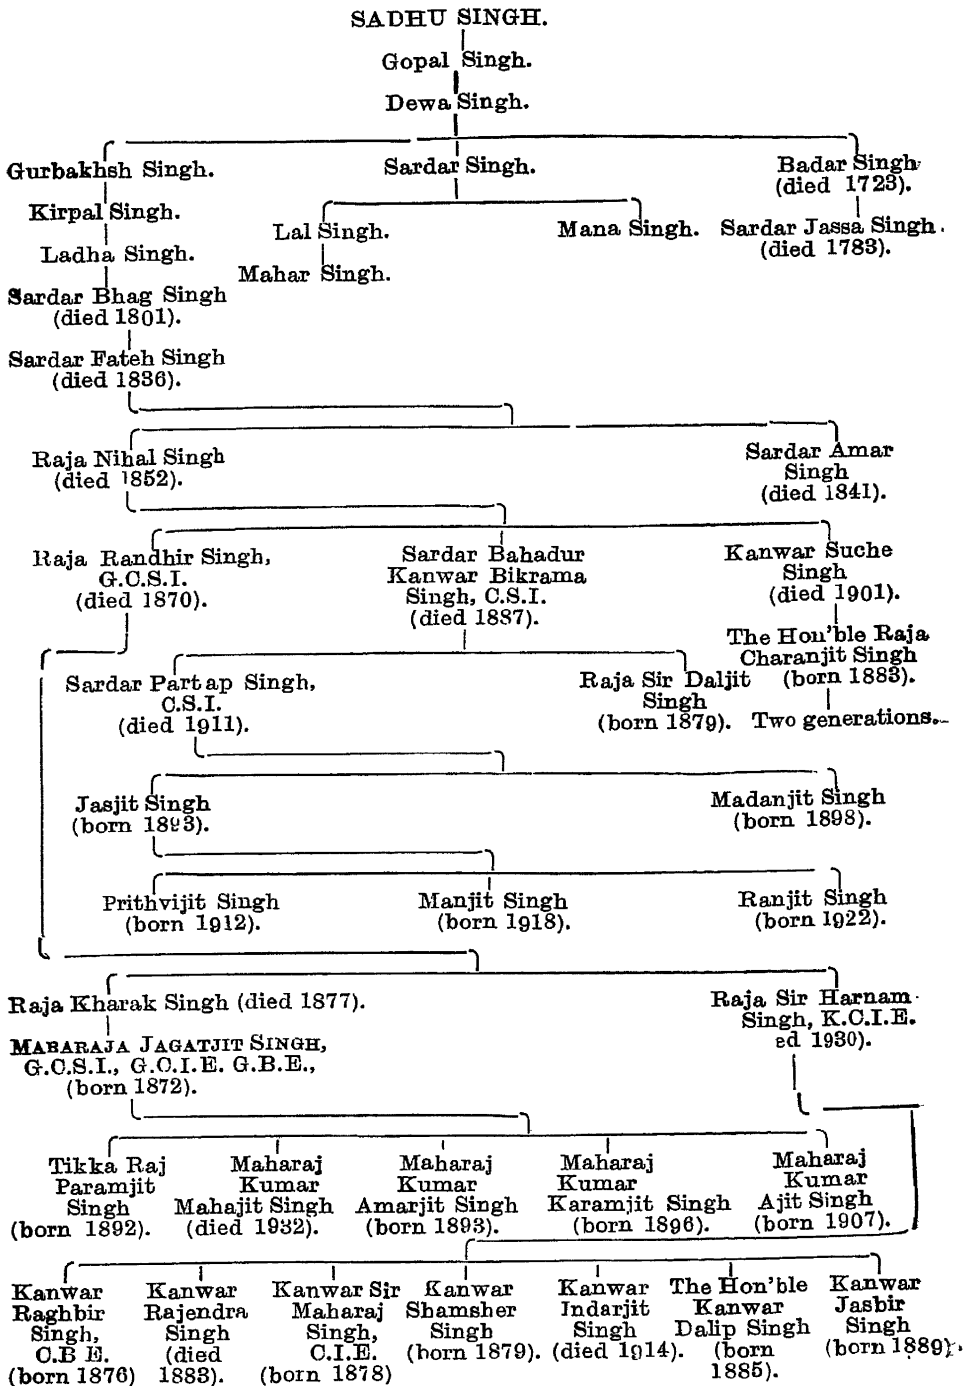 SADHU SINGH.
Gopal Singh.
Dewa Singh.
Gurbakhsh Singh.
Sardar Singh.
Badar Singh
(died 1723).
Kirpal Singh.
Lal Singh.
Mana Singh.
Sardar Jassa Singh.
(died 1783).
Ladha Singh.
Mahar Singh.
Sardar Bhag Singh
(died 1801).
Sardar Fateh Singh
(died 1836).
Raja Nihal Singh
(died 1852).
Sardar Amar
Singh
(died 1841).
Raja Randhir Singh,
G.C.S.I.
(died 1870).
Sardar Bahadur
Kanwar Bikrama
Singh, C.S.I.
(died 1887).
Kanwar Suche
Singh
(died 1901).
The Hon'ble Raja
Charanjit Singh
(born 1883).
Two generations.
Sardar Partap Singh,
C.S.I.
(died 1911).
Raja Sir Daljit
Singh
(born 1879).
Jasjit Singh
(born 1893).
Madanjit Singh
(born 1898).
Prithvijit Singh
(born 1912).
Manjit Singh
(born 1918).
Ranjit Singh
(born 1922).
Raja Kharak Singh (died 1877).
Raja Sir Harnam
Singh, K.C.I.E.
ed 1930).
MAHARAJA JAGATJIT SINGH,
G.C.S.I., G.C.I.E. G.B.E.,
(born 1872).
Tikka Raj
Paramjit
Singh
(born 1892).
Maharaj
Kumar
Mahajit Singh
(died 1932).
Maharaj
Kumar
Amarjit Singh
(born 1893).
Maharaj
Kumar
Karamjit Singh
(born 1896).
Maharaj
Kumar
Ajit Singh
(born 1907).
Kanwar
Raghbir
Singh,
C.B E.
(born 1876)
Kanwar
Rajendra
Singh
(died
1883).
Kanwar Sir
Maharaj
Singh,
C.I.E.
(born 1878)
Kanwar
Shamsher
Singh
(born 1879).
Kanwar
Indarjit
Singh
(died 1914).
The Hon'ble
Kanwar
Dalip Singh
(born
1885).
Kanwar
Jasbir
Singh
(born 1889).